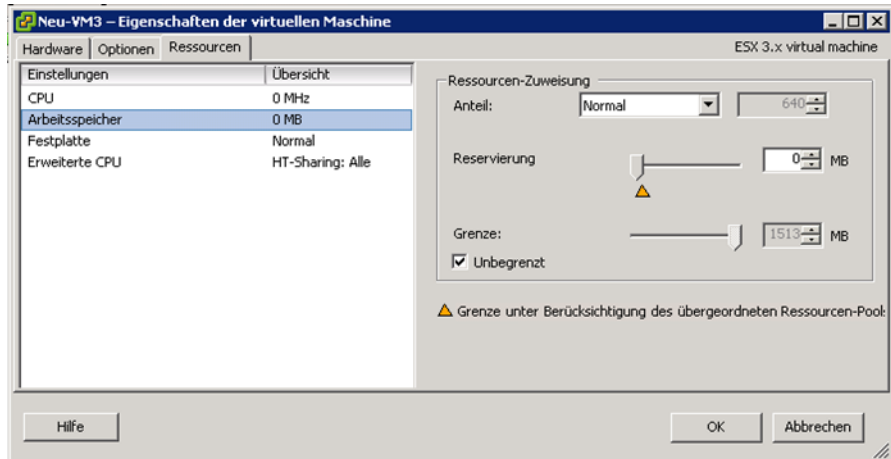 Neu-VM3 – Eigenschaften der virtuellen Maschine
Hardware Optionen Ressourcen ESX 3.x virtual machine
Einstellungen Übersicht
CPU 0 MHz
Arbeitsspeicher 0 MB
Festplatte Normal
Erweiterte CPU HT-Sharing: Alle
Ressourcen-Zuweisung
Anteil: Normal 640
Reservierung 0 MB
Grenze: 1513 MB
Unbegrenzt
Grenze unter Berücksichtigung des übergeordneten Ressourcen-Pools
Hilfe OK Abbrechen